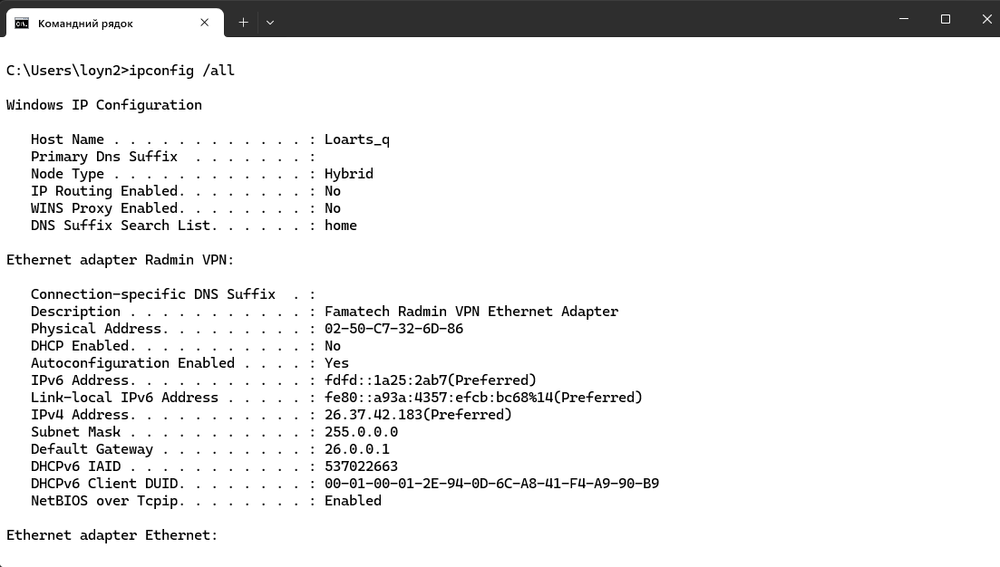 Командний рядок
C:\Users\loyn2>ipconfig /all
Windows IP Configuration
Host Name . . . . . . . . . . . . : Loarts_q
Primary Dns Suffix  . . . . . . . :
Node Type . . . . . . . . . . . . : Hybrid
IP Routing Enabled. . . . . . . . : No
WINS Proxy Enabled. . . . . . . . : No
DNS Suffix Search List. . . . . . : home
Ethernet adapter Radmin VPN:
Connection-specific DNS Suffix  . :
Description . . . . . . . . . . . : Famatech Radmin VPN Ethernet Adapter
Physical Address. . . . . . . . . : 02-50-C7-32-6D-86
DHCP Enabled. . . . . . . . . . . : No
Autoconfiguration Enabled . . . . : Yes
IPv6 Address. . . . . . . . . . . : fdfd::1a25:2ab7(Preferred)
Link-local IPv6 Address . . . . . : fe80::a93a:4357:efcb:bc68%14(Preferred)
IPv4 Address. . . . . . . . . . . : 26.37.42.183(Preferred)
Subnet Mask . . . . . . . . . . . : 255.0.0.0
Default Gateway . . . . . . . . . : 26.0.0.1
DHCPv6 IAID . . . . . . . . . . . : 537022663
DHCPv6 Client DUID. . . . . . . . : 00-01-00-01-2E-94-0D-6C-A8-41-F4-A9-90-B9
NetBIOS over Tcpip. . . . . . . . : Enabled
Ethernet adapter Ethernet: